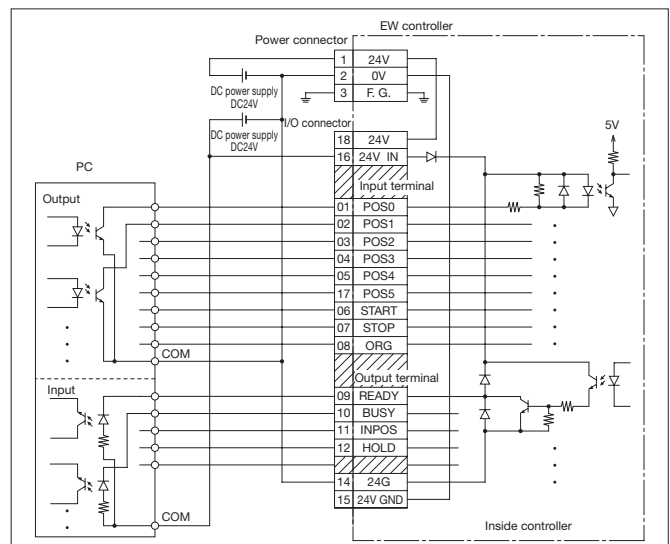 EW controller
Power connector
1 24V
2 0V
3 F. G.
DC power supply
DC24V
I/O connector
DC power supply
DC24V
18 24V
16 24V IN
5V
PC
Input terminal
Output
01 POS0
02 POS1
03 POS2
04 POS3
05 POS4
17 POS5
06 START
07 STOP
08 ORG
COM
Output terminal
Input
09 READY
10 BUSY
11 INPOS
12 HOLD
14 24G
15 24V GND
COM
Inside controller